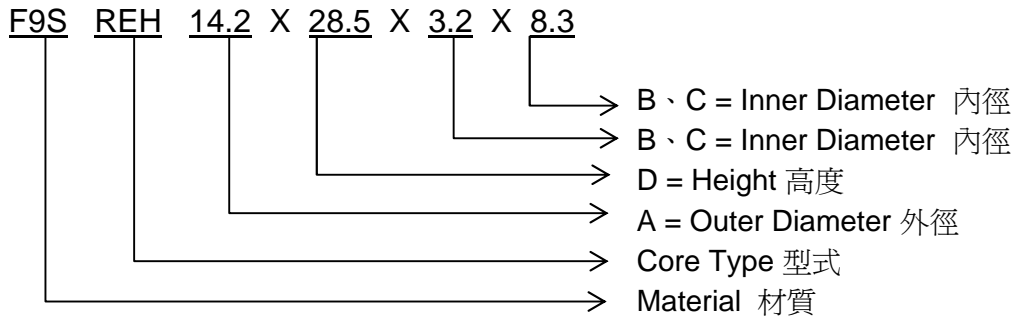 F9S REH 14.2 X 28.5 X 3.2 X 8.3
B、C = Inner Diameter 內徑
B、C = Inner Diameter 內徑
D = Height 高度
A = Outer Diameter 外徑
Core Type 型式
Material 材質